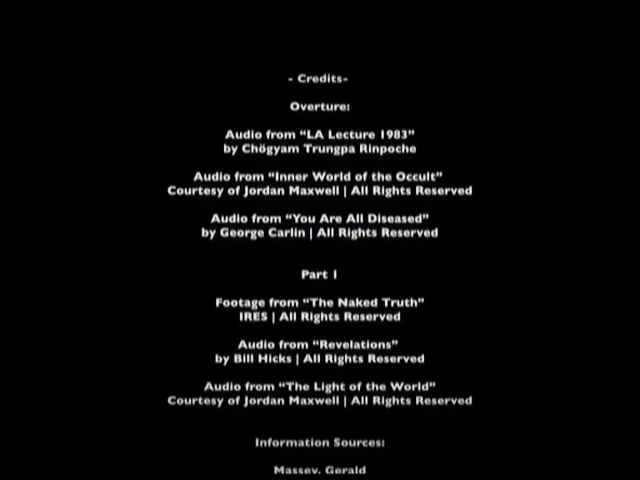 - Credits-
Overture:
Audio from “LA Lecture 1983”
by Chögyam Trungpa Rinpoche
Audio from “Inner World of the Occult”
Courtesy of Jordan Maxwell | All Rights Reserved
Audio from “You Are All Diseased”
by George Carlin | All Rights Reserved
Part I
Footage from “The Naked Truth”
IRES | All Rights Reserved
Audio from “Revelations”
by Bill Hicks | All Rights Reserved
Audio from “The Light of the World”
Courtesy of Jordan Maxwell | All Rights Reserved
Information Sources:
Massey, Gerald